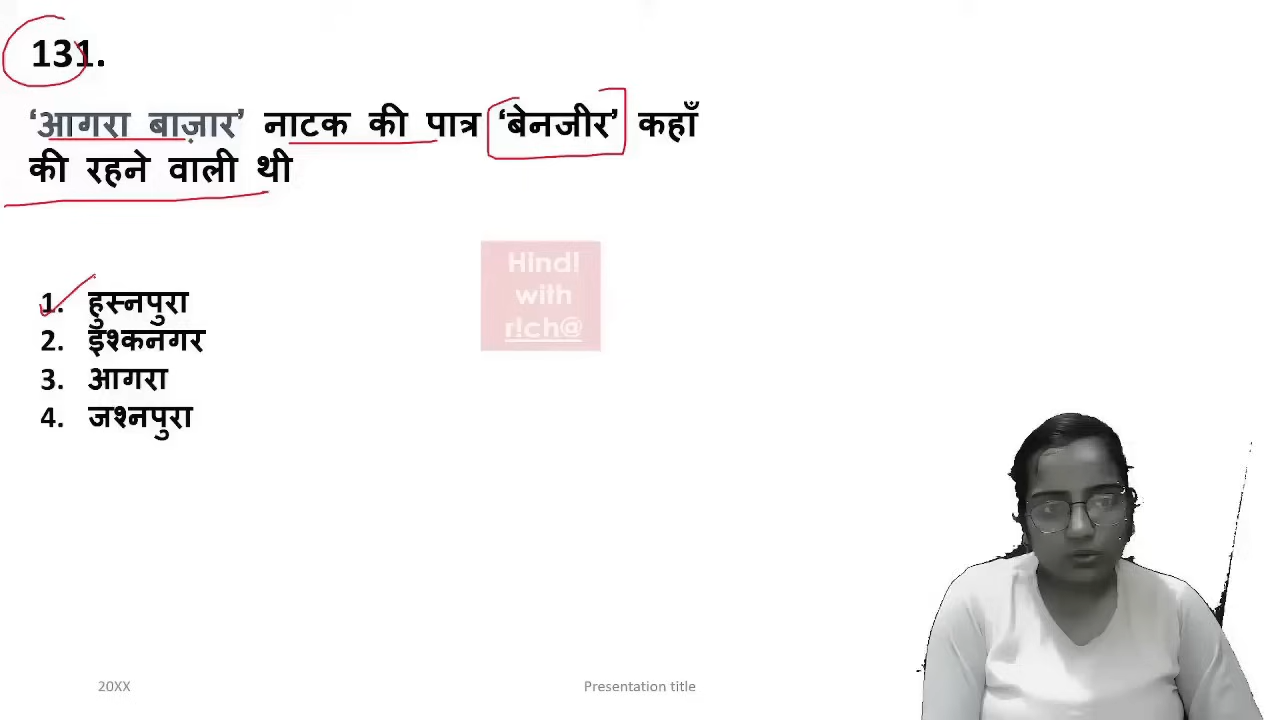 131.
‘आगरा बाज़ार’ नाटक की पात्र ‘बेनजीर’ कहाँ
की रहने वाली थी
Hind!
with
r!ch@
1. हुस्नपुरा
2. इश्कनगर
3. आगरा
4. जश्नपुरा
20XX
Presentation title